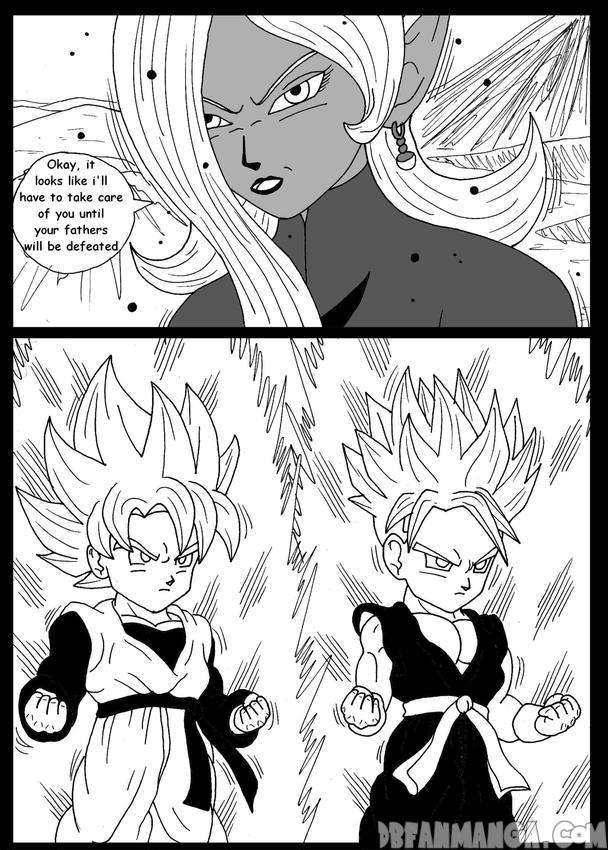 Okay, it
looks like i'll
have to take care
of you until
your fathers
will be defeated
DBFANMANGA.COM